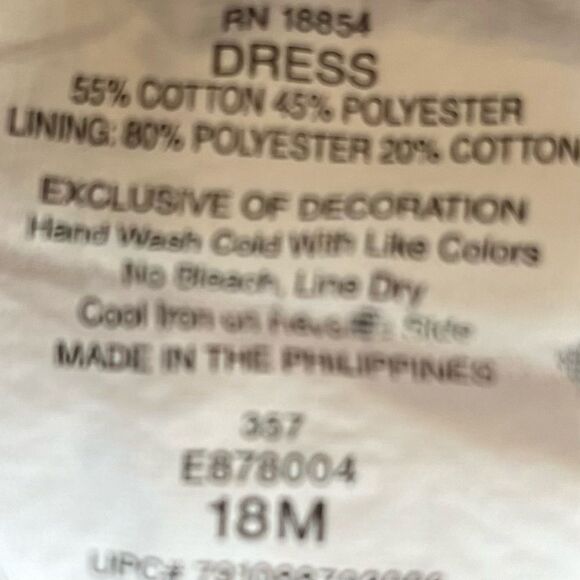 RN 18854
DRESS
55% COTTON 45% POLYESTER
LINING: 80% POLYESTER 20% COTTON
EXCLUSIVE OF DECORATION
Hand Wash Cold With Like Colors
No Bleach, Line Dry
Cool Iron on Reverse Side
MADE IN THE PHILIPPINES
357
E878004
18M
UPC#